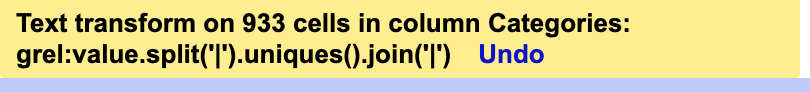 Text transform on 933 cells in column Categories:
grel:value.split('|').uniques().join('|') Undo